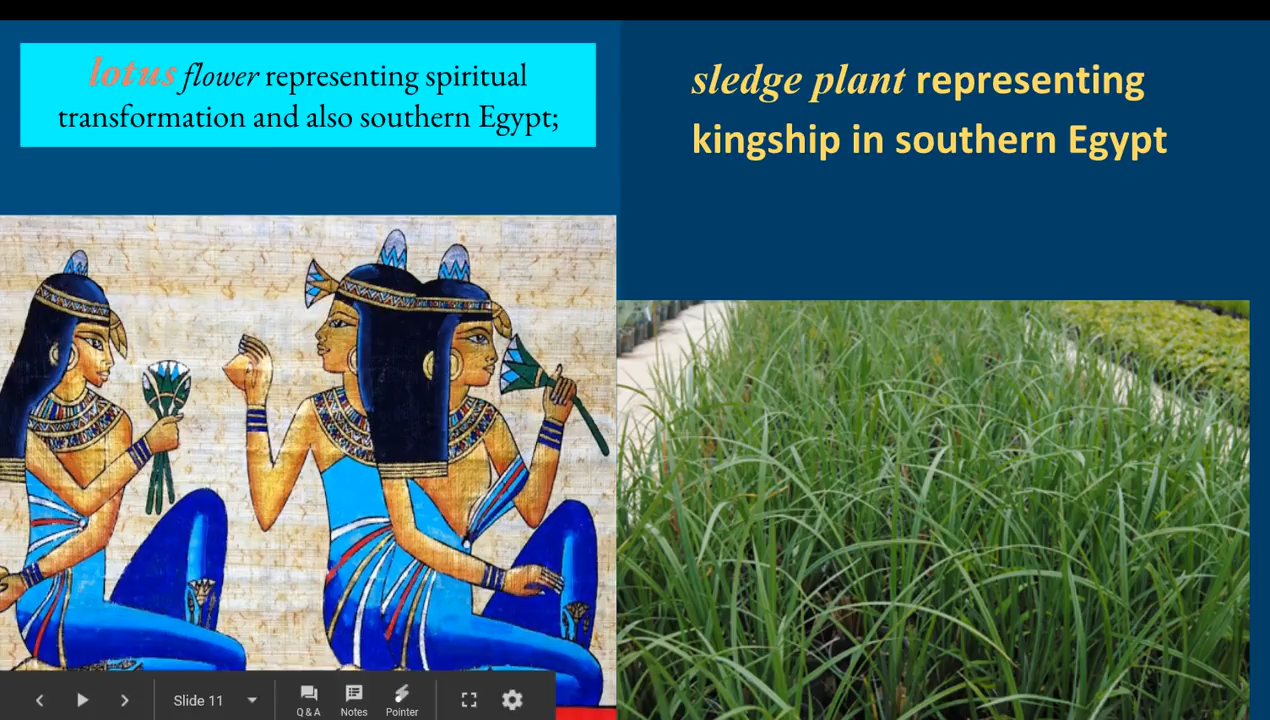 lotus flower representing spiritual
transformation and also southern Egypt;
sledge plant representing
kingship in southern Egypt
Slide 11
Q & A
Notes
Pointer